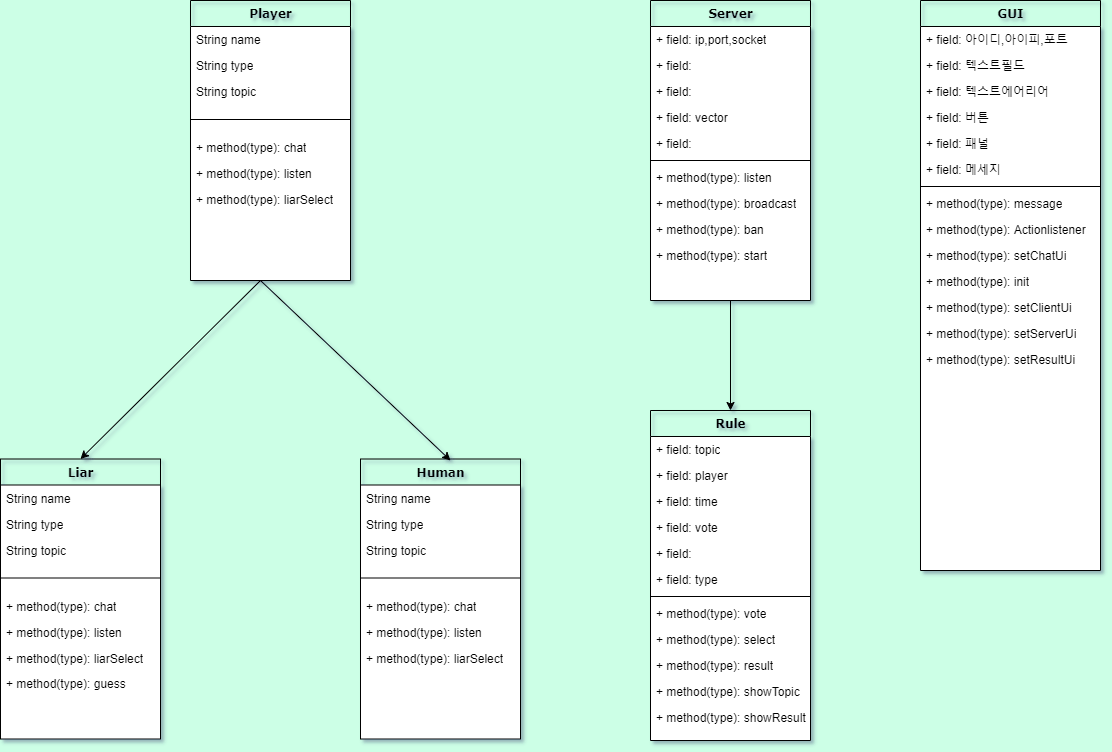 Player
String name
String type
String topic
+ method(type): chat
+ method(type): listen
+ method(type): liarSelect
Server
+ field: ip,port,socket
+ field:
+ field:
+ field: vector
+ field:
+ method(type): listen
+ method(type): broadcast
+ method(type): ban
+ method(type): start
GUI
+ field: 아이디,아이피,포트
+ field: 텍스트필드
+ field: 텍스트에어리어
+ field: 버튼
+ field: 패널
+ field: 메세지
+ method(type): message
+ method(type): Actionlistener
+ method(type): setChatUi
+ method(type): init
+ method(type): setClientUi
+ method(type): setServerUi
+ method(type): setResultUi
Liar
String name
String type
String topic
+ method(type): chat
+ method(type): listen
+ method(type): liarSelect
+ method(type): guess
Human
String name
String type
String topic
+ method(type): chat
+ method(type): listen
+ method(type): liarSelect
Rule
+ field: topic
+ field: player
+ field: time
+ field: vote
+ field:
+ field: type
+ method(type): vote
+ method(type): select
+ method(type): result
+ method(type): showTopic
+ method(type): showResult